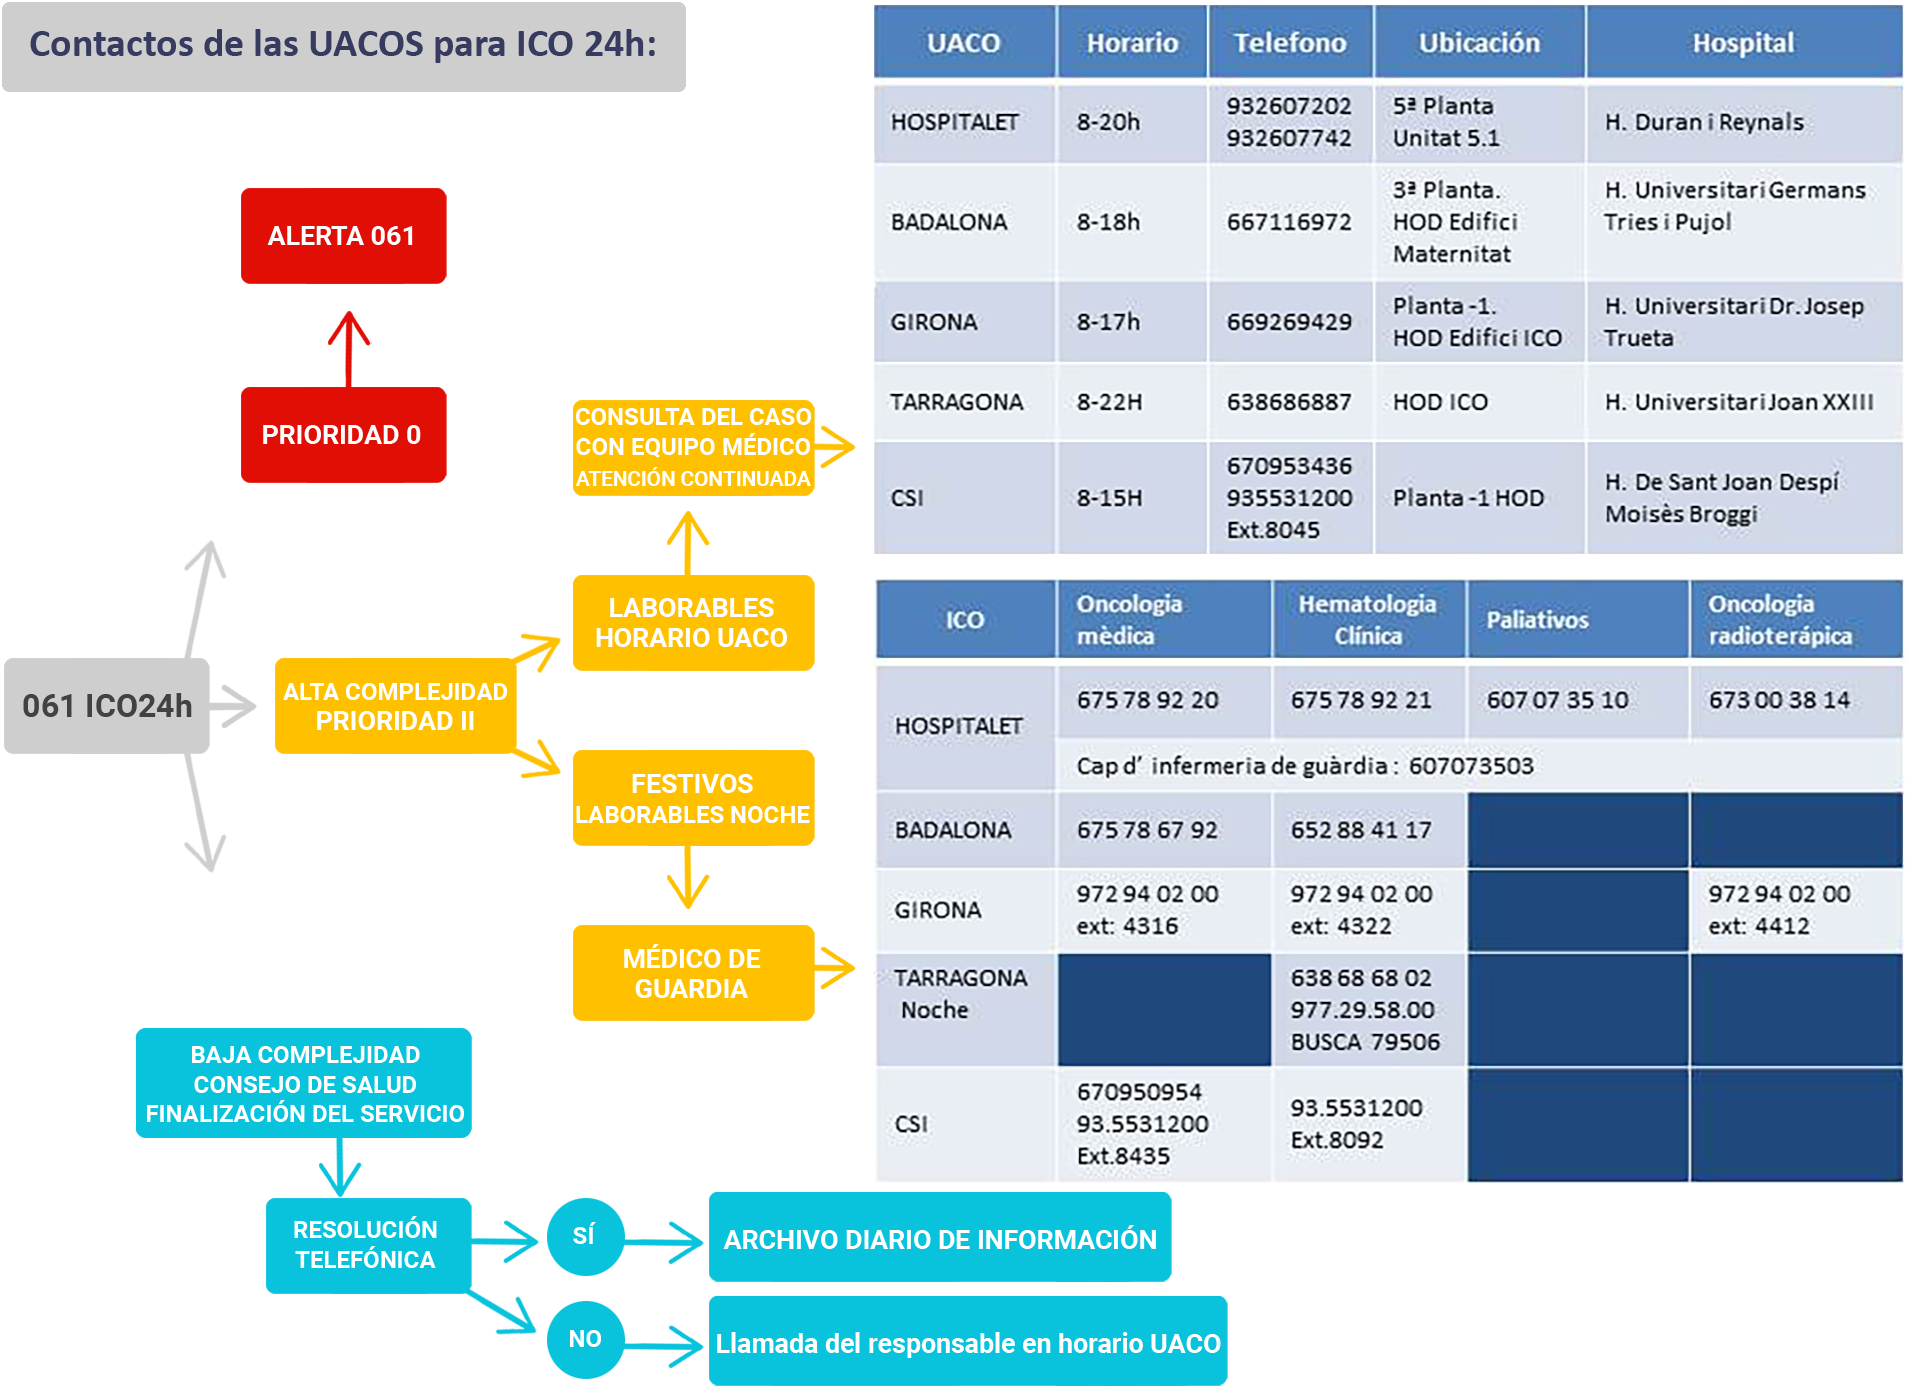 Contactos de las UACOS para ICO 24h:
ALERTA 061
PRIORIDAD 0
061 ICO24h
ALTA COMPLEJIDAD
PRIORIDAD II
CONSULTA DEL CASO
CON EQUIPO MÉDICO
ATENCIÓN CONTINUADA
LABORABLES
HORARIO UACO
FESTIVOS
LABORABLES NOCHE
MÉDICO DE
GUARDIA
BAJA COMPLEJIDAD
CONSEJO DE SALUD
FINALIZACIÓN DEL SERVICIO
RESOLUCIÓN
TELEFÓNICA
SÍ
ARCHIVO DIARIO DE INFORMACIÓN
NO
Llamada del responsable en horario UACO
UACO Horario Telefono Ubicación Hospital
HOSPITALET 8-20h 932607202 5ª Planta H. Duran i Reynals
932607742 Unitat 5.1
BADALONA 8-18h 667116972 3ª Planta. H. Universitari Germans
HOD Edifici Tries i Pujol
Maternitat
GIRONA 8-17h 669269429 Planta -1. H. Universitari Dr. Josep
HOD Edifici ICO Trueta
TARRAGONA 8-22H 638686887 HOD ICO H. Universitari Joan XXIII
CSI 8-15H 670953436 Planta -1 HOD H. De Sant Joan Despí
935531200 Moisès Broggi
Ext.8045
ICO Oncologia Hematologia Paliativos Oncologia
mèdica Clínica radioterápica
HOSPITALET 675 78 92 20 675 78 92 21 607 07 35 10 673 00 38 14
Cap d' infermeria de guàrdia : 607073503
BADALONA 675 78 67 92 652 88 41 17
GIRONA 972 94 02 00 972 94 02 00 972 94 02 00
ext: 4316 ext: 4322 ext: 4412
TARRAGONA 638 68 68 02
Noche 977.29.58.00
BUSCA 79506
CSI 670950954 93.5531200
93.5531200 Ext.8092
Ext.8435